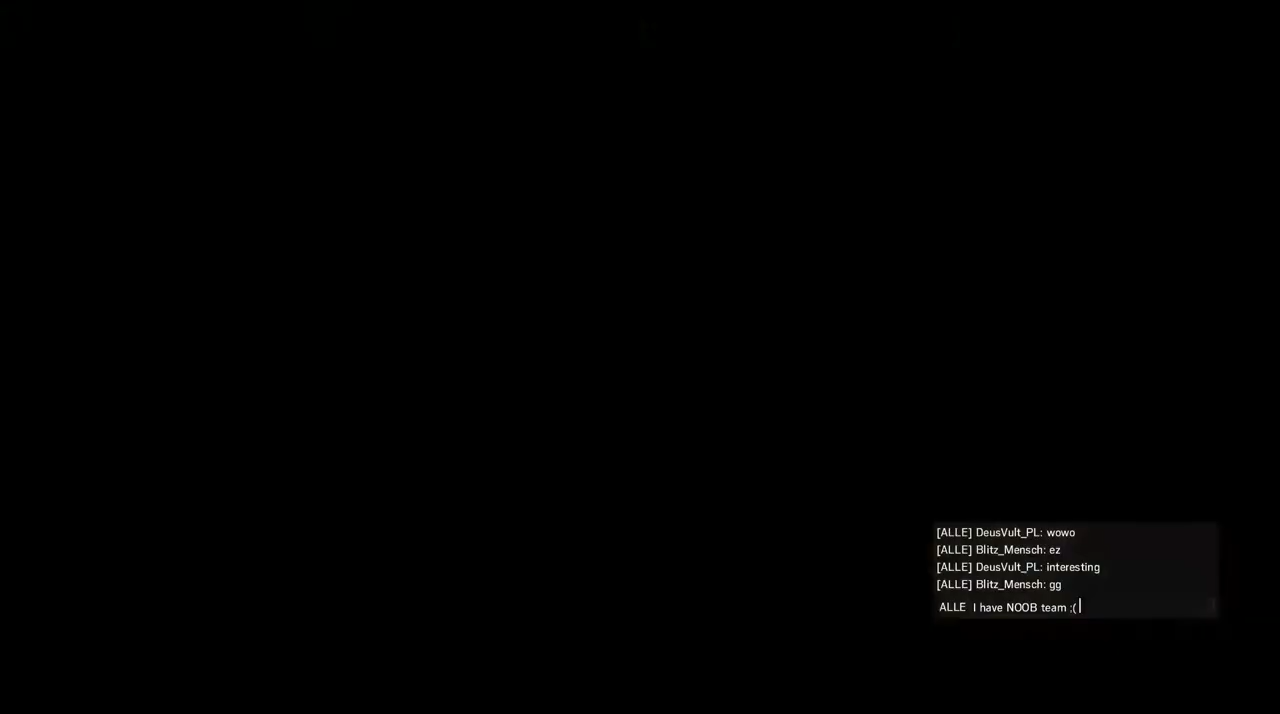 [ALLE] DeusVult_PL: wowo
[ALLE] Blitz_Mensch: ez
[ALLE] DeusVult_PL: interesting
[ALLE] Blitz_Mensch: gg
ALLE I have NOOB team ;(